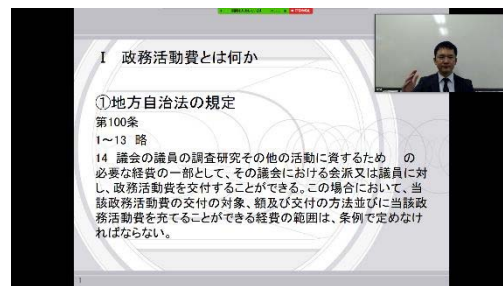 Ⅰ 政務活動費とは何か
①地方自治法の規定
第100条
1～13 略
14 議会の議員の調査研究その他の活動に資するため の
必要な経費の一部として、その議会における会派又は議員に対
し、政務活動費を交付することができる。この場合において、当
該政務活動費の交付の対象、額及び交付の方法並びに当該政
務活動費を充てることができる経費の範囲は、条例で定めなけ
ればならない。
1